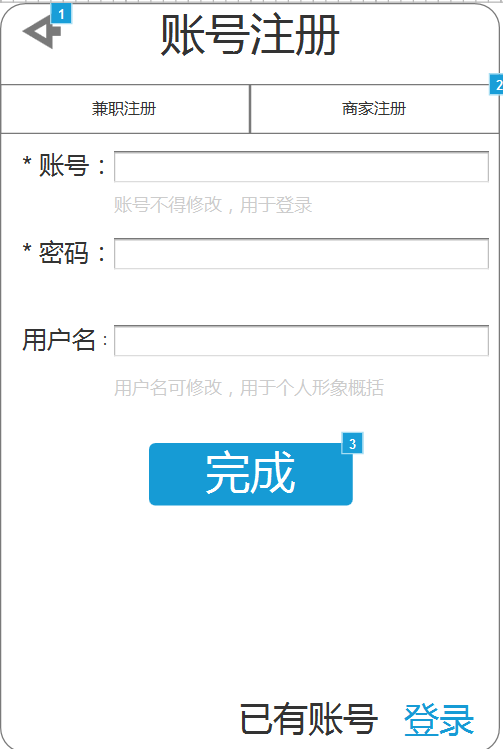 1
账号注册
2
兼职注册 商家注册
* 账号：
账号不得修改，用于登录
* 密码：
用户名：
用户名可修改，用于个人形象概括
3
完成
已有账号 登录